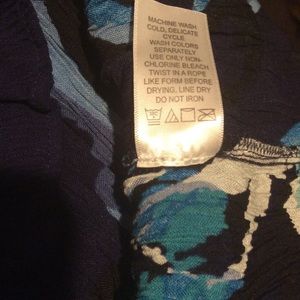 MACHINE WASH
COLD, DELICATE
CYCLE
WASH COLORS
SEPARATELY
USE ONLY NON-
CHLORINE BLEACH
TWIST IN A ROPE
LIKE FORM BEFORE
DRYING, LINE DRY
DO NOT IRON